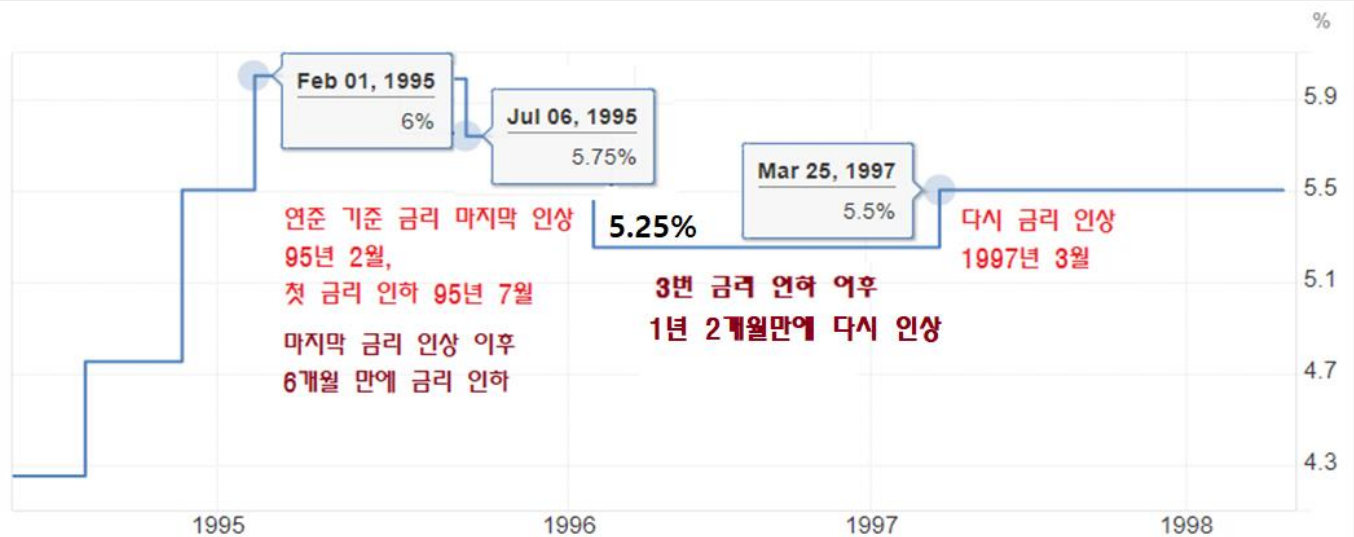 %
Feb 01, 1995
6%
Jul 06, 1995
5.75%
Mar 25, 1997
5.5%
5.25%
연준 기준 금리 마지막 인상
95년 2월,
첫 금리 인하 95년 7월
마지막 금리 인상 이후
6개월 만에 금리 인하
3번 금리 인하 이후
1년 2개월만에 다시 인상
다시 금리 인상
1997년 3월
5.9
5.5
5.1
4.7
4.3
1995
1996
1997
1998